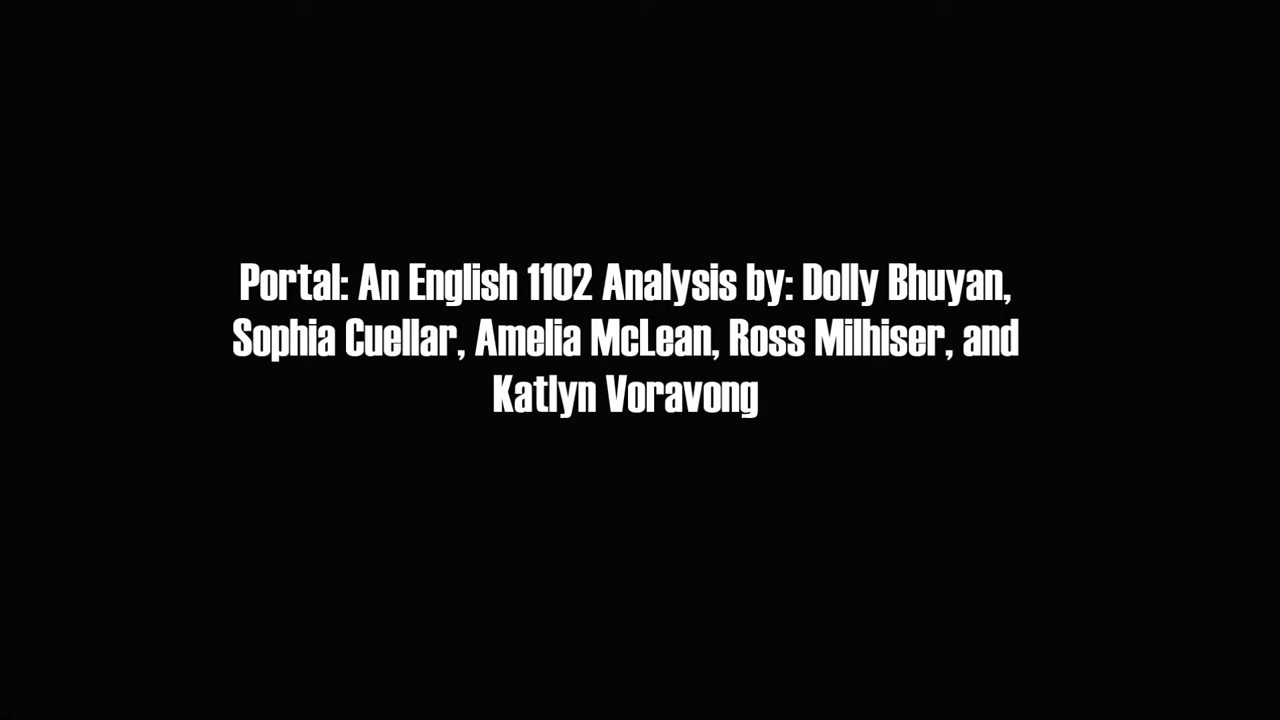 Portal: An English 1102 Analysis by: Dolly Bhuyan,
Sophia Cuellar, Amelia McLean, Ross Milhiser, and
Katlyn Voravong